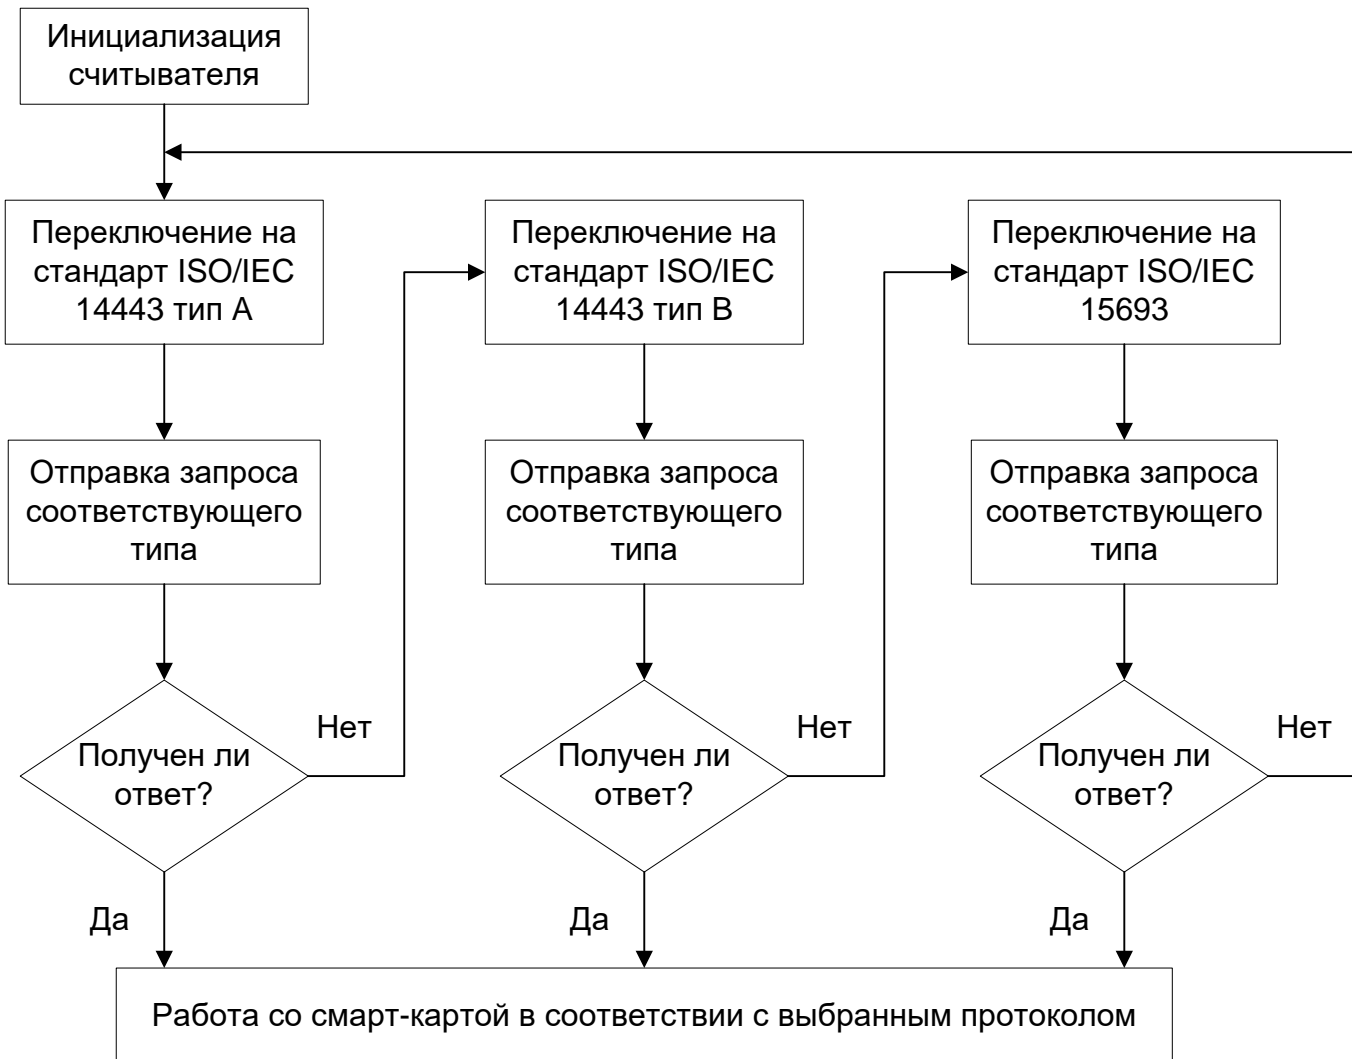 Инициализация
считывателя
Переключение на
стандарт ISO/IEC
14443 тип А
Переключение на
стандарт ISO/IEC
14443 тип В
Переключение на
стандарт ISO/IEC
15693
Отправка запроса
соответствующего
типа
Отправка запроса
соответствующего
типа
Отправка запроса
соответствующего
типа
Получен ли
ответ?
Нет
Получен ли
ответ?
Нет
Получен ли
ответ?
Нет
Да
Да
Да
Работа со смарт-картой в соответствии с выбранным протоколом